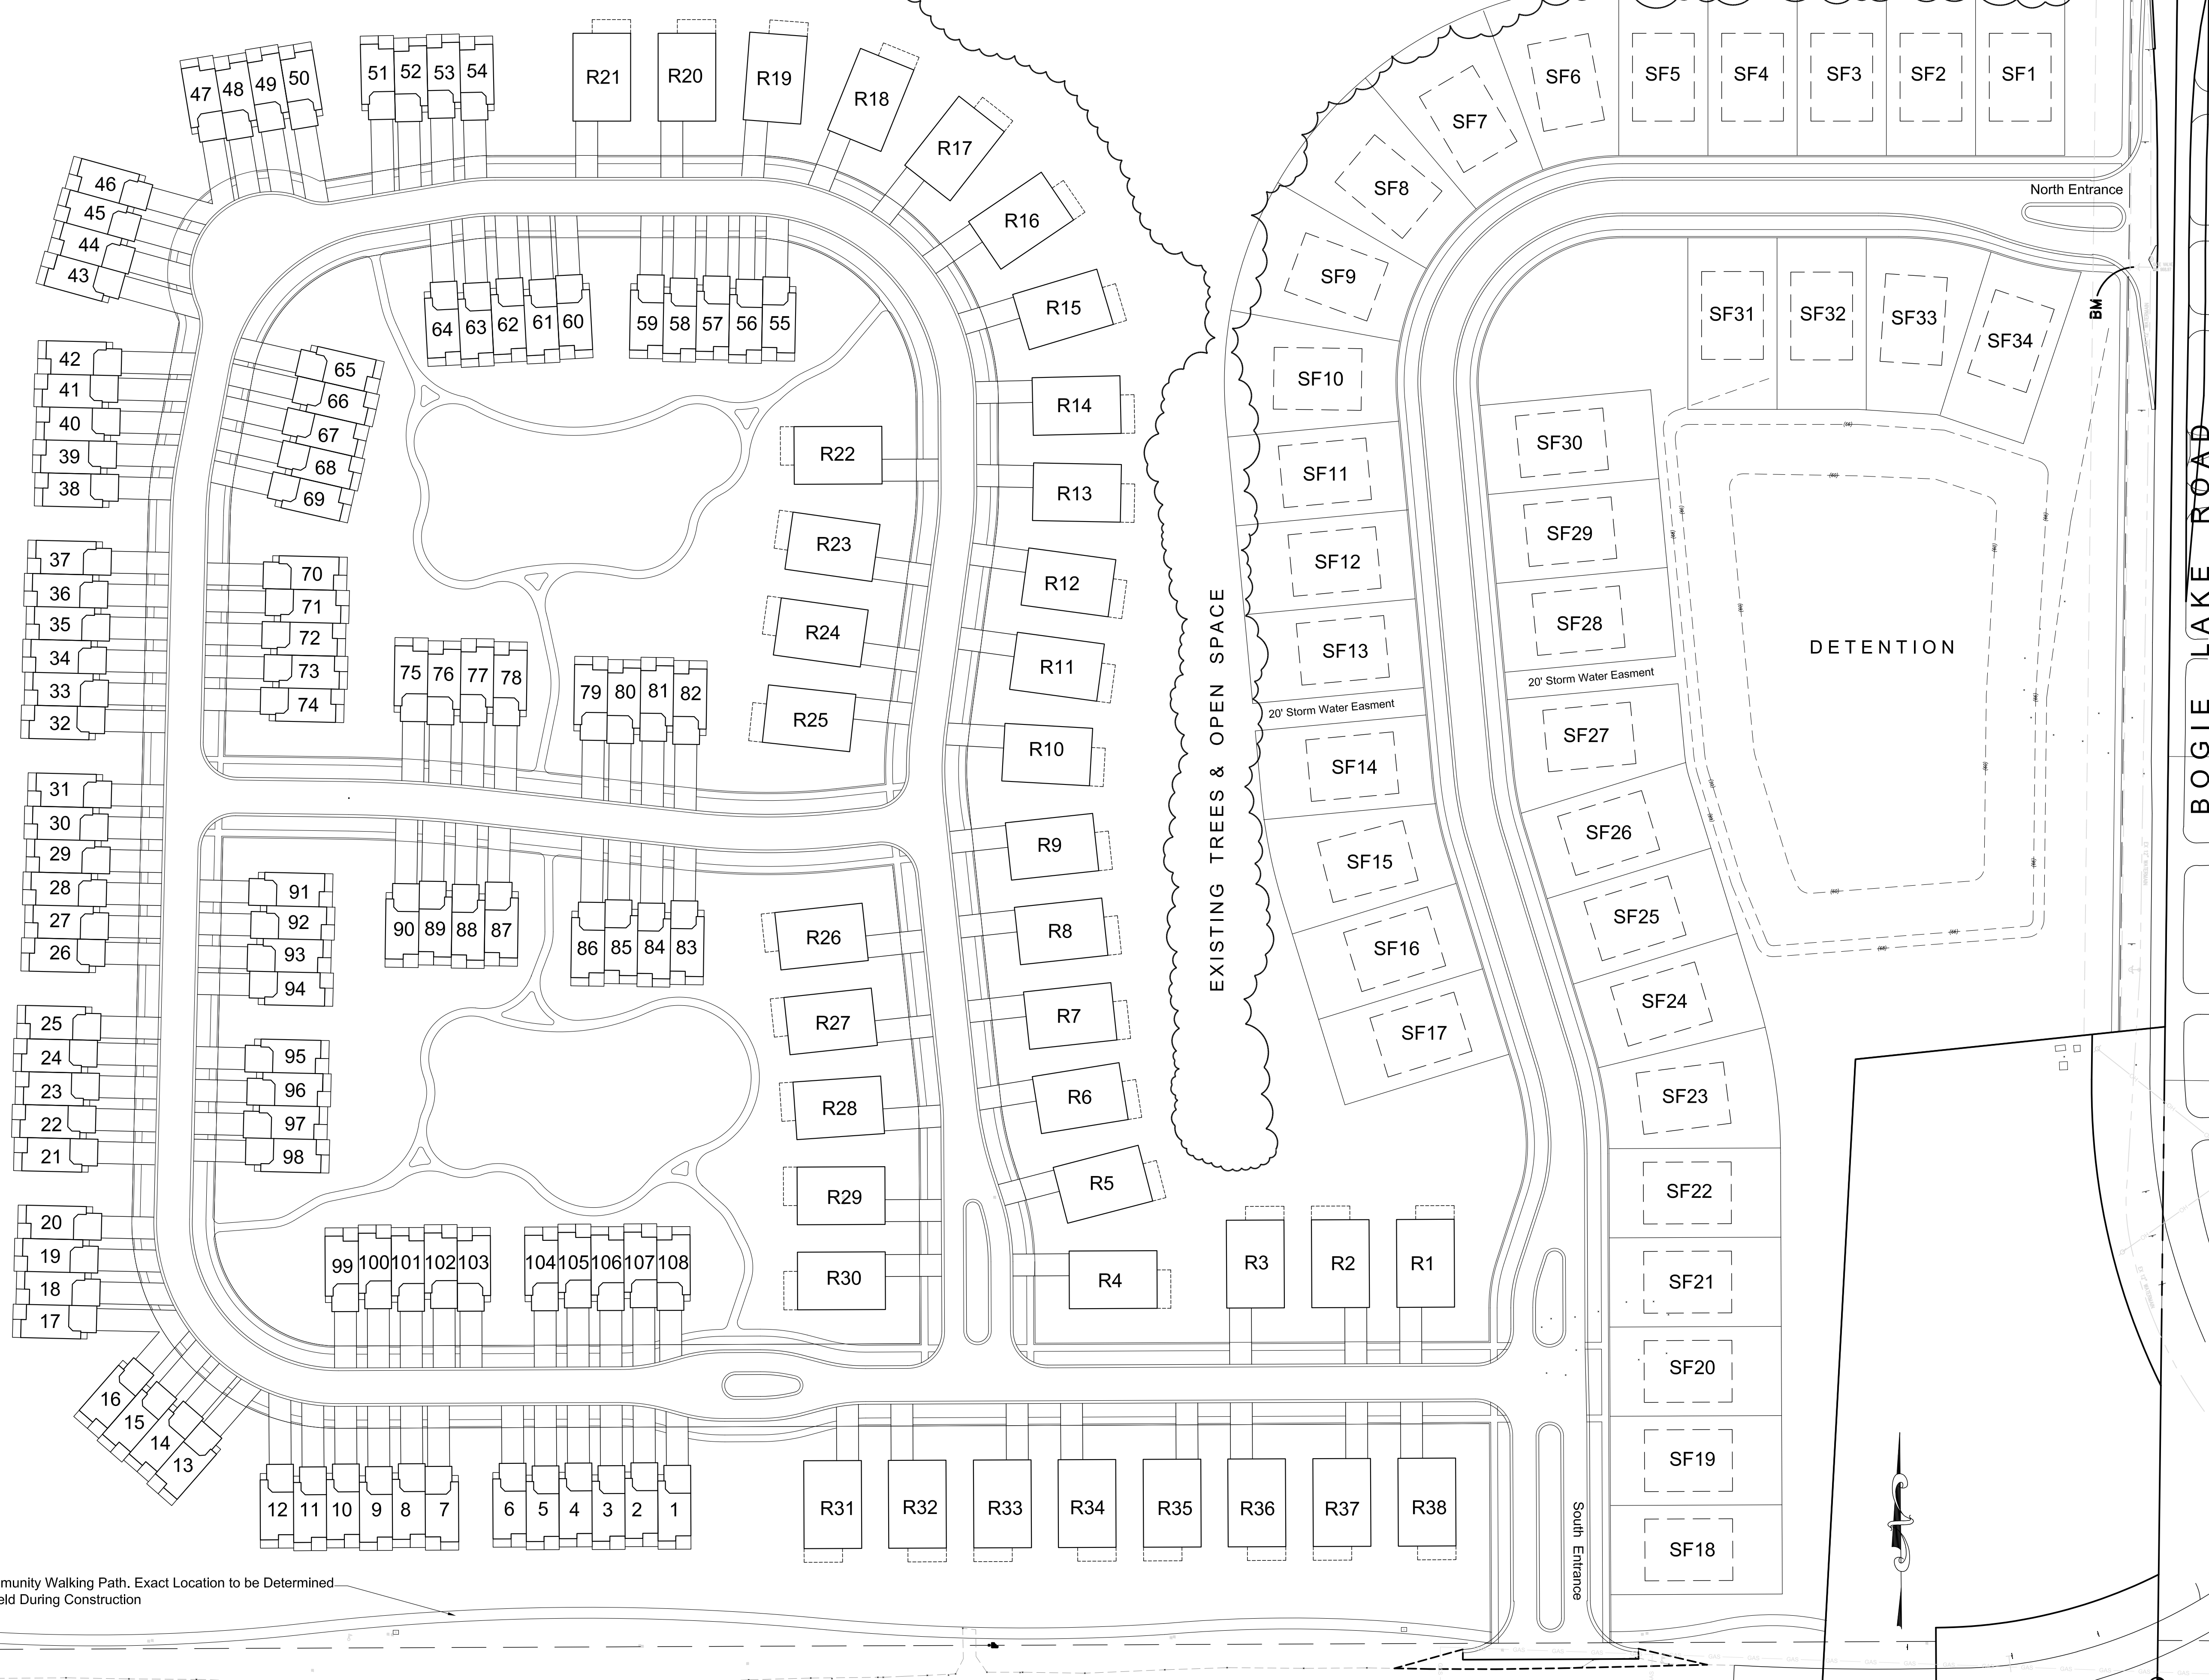 47 48 49 50
51 52 53 54
R21 R20 R19 R18 R17 R16 R15 R14 R13 R12 R11 R10 R9 R8 R7 R6 R5 R4
SF6 SF5 SF4 SF3 SF2 SF1
SF7
SF8
SF9
SF10
SF11
SF12
SF13
20' Storm Water Easment
SF14
SF15
SF16
SF17
North Entrance
BM
SF31 SF32 SF33 SF34
SF30
SF29
SF28
20' Storm Water Easment
SF27
SF26
SF25
SF24
SF23
SF22
SF21
SF20
SF19
SF18
DETENTION
BOGIE LAKE ROAD
EXISTING TREES & OPEN SPACE
46
45
44
43
42
41
40
39
38
37
36
35
34
33
32
31
30
29
28
27
26
25
24
23
22
21
20
19
18
17
16
15
14
13
64 63 62 61 60
59 58 57 56 55
65
66
67
68
69
70
71
72
73
74
75 76 77 78
79 80 81 82
R22
R23
R24
R25
91
92
93
94
90 89 88 87
86 85 84 83
95
96
97
98
R26
R27
R28
R29
R30
99 100 101 102 103
104 105 106 107 108
R3 R2 R1
12 11 10 9 8 7
6 5 4 3 2 1
R31 R32 R33 R34 R35 R36 R37 R38
South Entrance
munity Walking Path. Exact Location to be Determined
eld During Construction